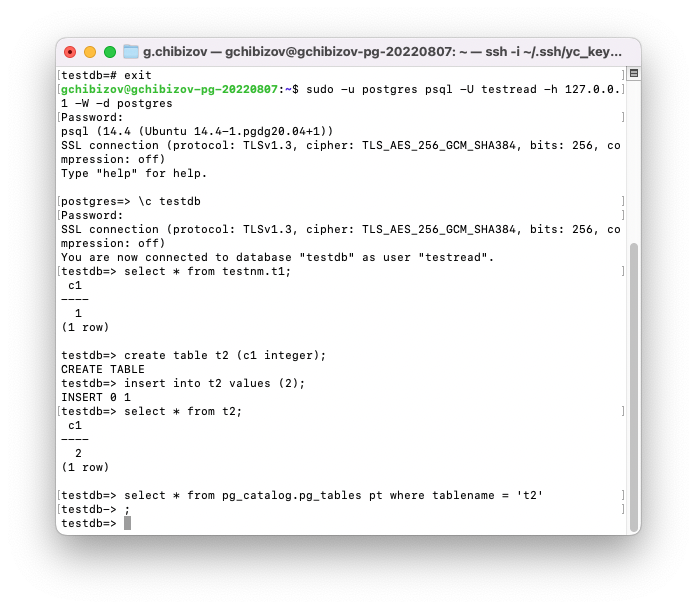 g.chibizov — gchibizov@gchibizov-pg-20220807: ~ — ssh -i ~/.ssh/yc_key...
[testdb=# exit ]
[gchibizov@gchibizov-pg-20220807:~$ sudo -u postgres psql -U testread -h 127.0.0.]
1 -W -d postgres
[Password: ]
psql (14.4 (Ubuntu 14.4-1.pgdg20.04+1))
SSL connection (protocol: TLSv1.3, cipher: TLS_AES_256_GCM_SHA384, bits: 256, co
mpression: off)
Type "help" for help.
[postgres=> \c testdb ]
[Password: ]
SSL connection (protocol: TLSv1.3, cipher: TLS_AES_256_GCM_SHA384, bits: 256, co
mpression: off)
You are now connected to database "testdb" as user "testread".
[testdb=> select * from testnm.t1; ]
c1
----
1
(1 row)
testdb=> create table t2 (c1 integer);
CREATE TABLE
testdb=> insert into t2 values (2);
INSERT 0 1
[testdb=> select * from t2; ]
c1
----
2
(1 row)
[testdb=> select * from pg_catalog.pg_tables pt where tablename = 't2' ]
[testdb-> ; ]
testdb=>